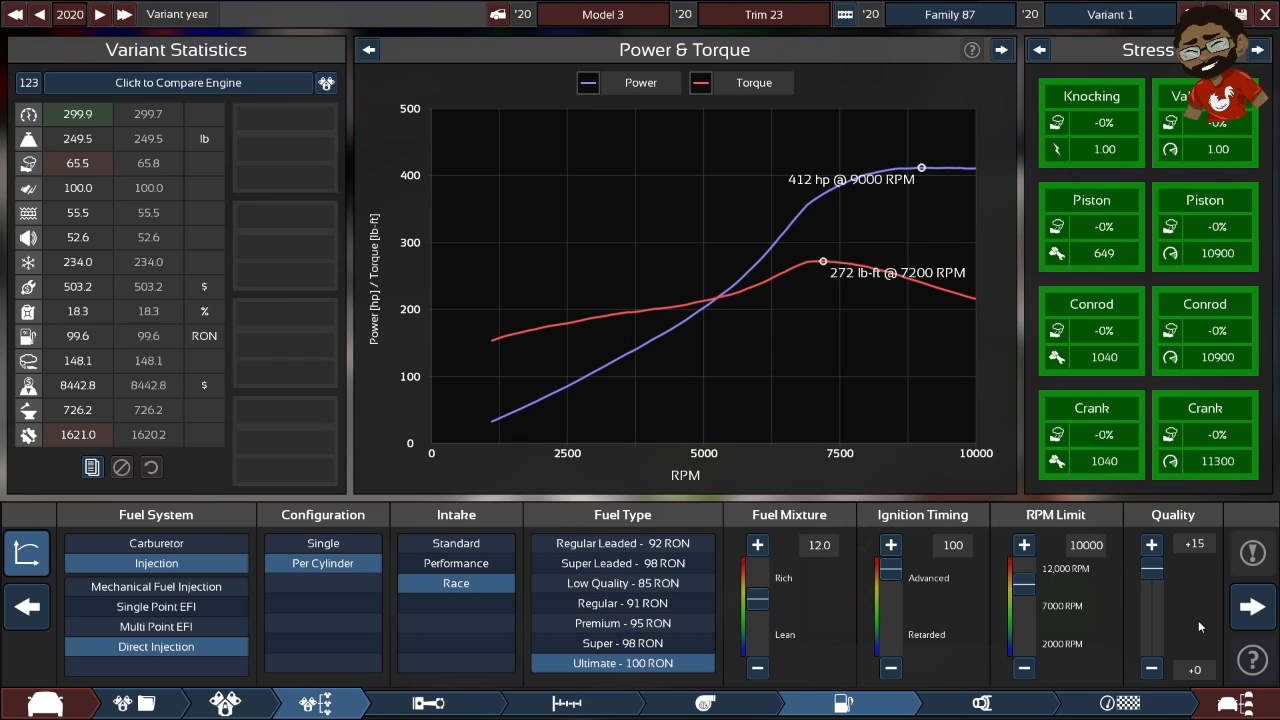 2020 Variant year '20 Model 3 '20 Trim 23 '20 Family 87 '20 Variant 1
Variant Statistics
123 Click to Compare Engine
299.9 299.7
249.5 249.5 lb
65.5 65.8
100.0 100.0
55.5 55.5
52.6 52.6
234.0 234.0
503.2 503.2 $
18.3 18.3 %
99.6 99.6 RON
148.1 148.1
8442.8 8442.8 $
726.2 726.2
1621.0 1620.2
Power & Torque ?
Power Torque
Power [hp] / Torque [lb-ft]
500
400
300
200
100
0
412 hp @ 9000 RPM
272 lb-ft @ 7200 RPM
0 2500 5000 7500 10000
RPM
Stress
Knocking
-0%
1.00
-0%
1.00
Piston
-0%
649
Piston
-0%
10900
Conrod
-0%
1040
Conrod
-0%
10900
Crank
-0%
1040
Crank
-0%
11300
Fuel System
Carburetor
Injection
Mechanical Fuel Injection
Single Point EFI
Multi Point EFI
Direct Injection
Configuration
Single
Per Cylinder
Intake
Standard
Performance
Race
Fuel Type
Regular Leaded - 92 RON
Super Leaded - 98 RON
Low Quality - 85 RON
Regular - 91 RON
Premium - 95 RON
Super - 98 RON
Ultimate - 100 RON
Fuel Mixture
+ 12.0
Rich
Lean
−
Ignition Timing
+ 100
Advanced
Retarded
−
RPM Limit
+ 10000
12,000 RPM
7000 RPM
2000 RPM
−
Quality
+ +15
− +0
!
?